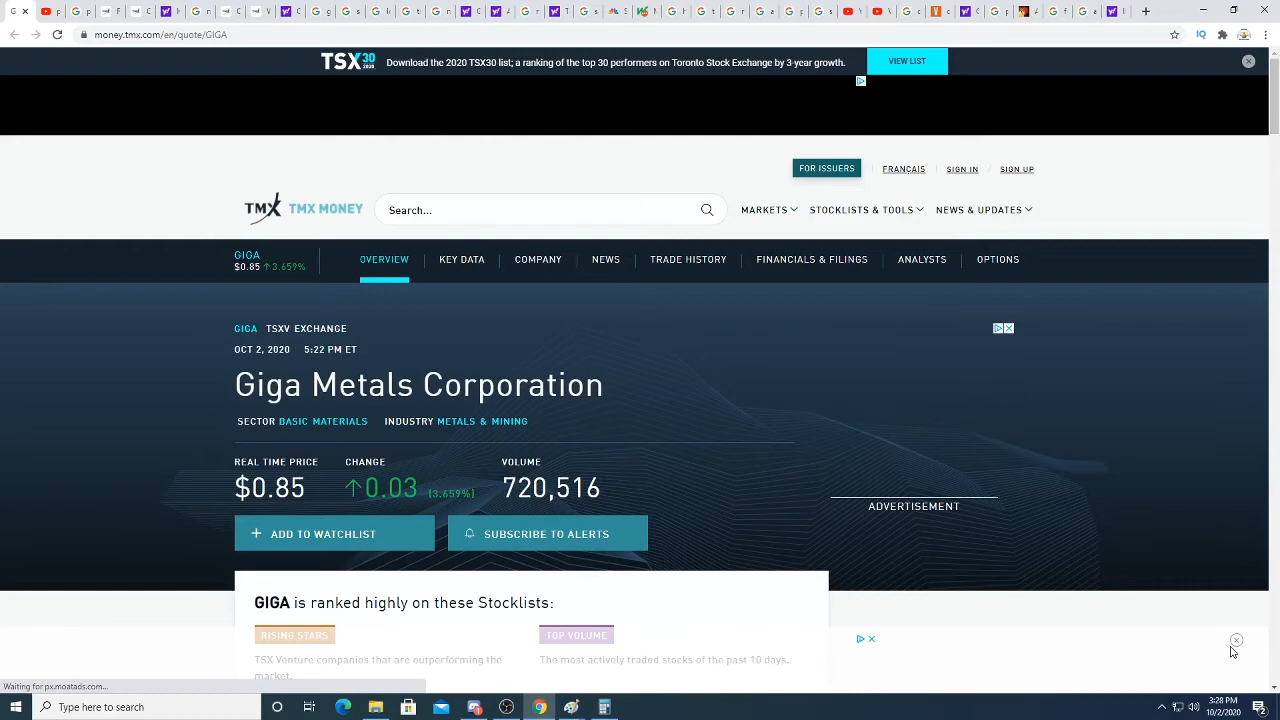 money.tmx.com/en/quote/GIGA
TSX30 2020 Download the 2020 TSX30 list; a ranking of the top 30 performers on Toronto Stock Exchange by 3-year growth. VIEW LIST
FOR ISSUERS FRANÇAIS SIGN IN SIGN UP
TMX TMX MONEY Search... MARKETS STOCKLISTS & TOOLS NEWS & UPDATES
GIGA
$0.85 ↑3.659%
OVERVIEW KEY DATA COMPANY NEWS TRADE HISTORY FINANCIALS & FILINGS ANALYSTS OPTIONS
GIGA TSXV EXCHANGE
OCT 2, 2020 5:22 PM ET
Giga Metals Corporation
SECTOR BASIC MATERIALS INDUSTRY METALS & MINING
REAL TIME PRICE CHANGE VOLUME
$0.85 ↑0.03 (3.659%) 720,516
ADVERTISEMENT
+ ADD TO WATCHLIST SUBSCRIBE TO ALERTS
GIGA is ranked highly on these Stocklists:
RISING STARS TOP VOLUME
TSX Venture companies that are outperforming the The most actively traded stocks of the past 10 days.
market.
Waiting for px.moatads.com...
Type here to search
3:28 PM
10/2/2020